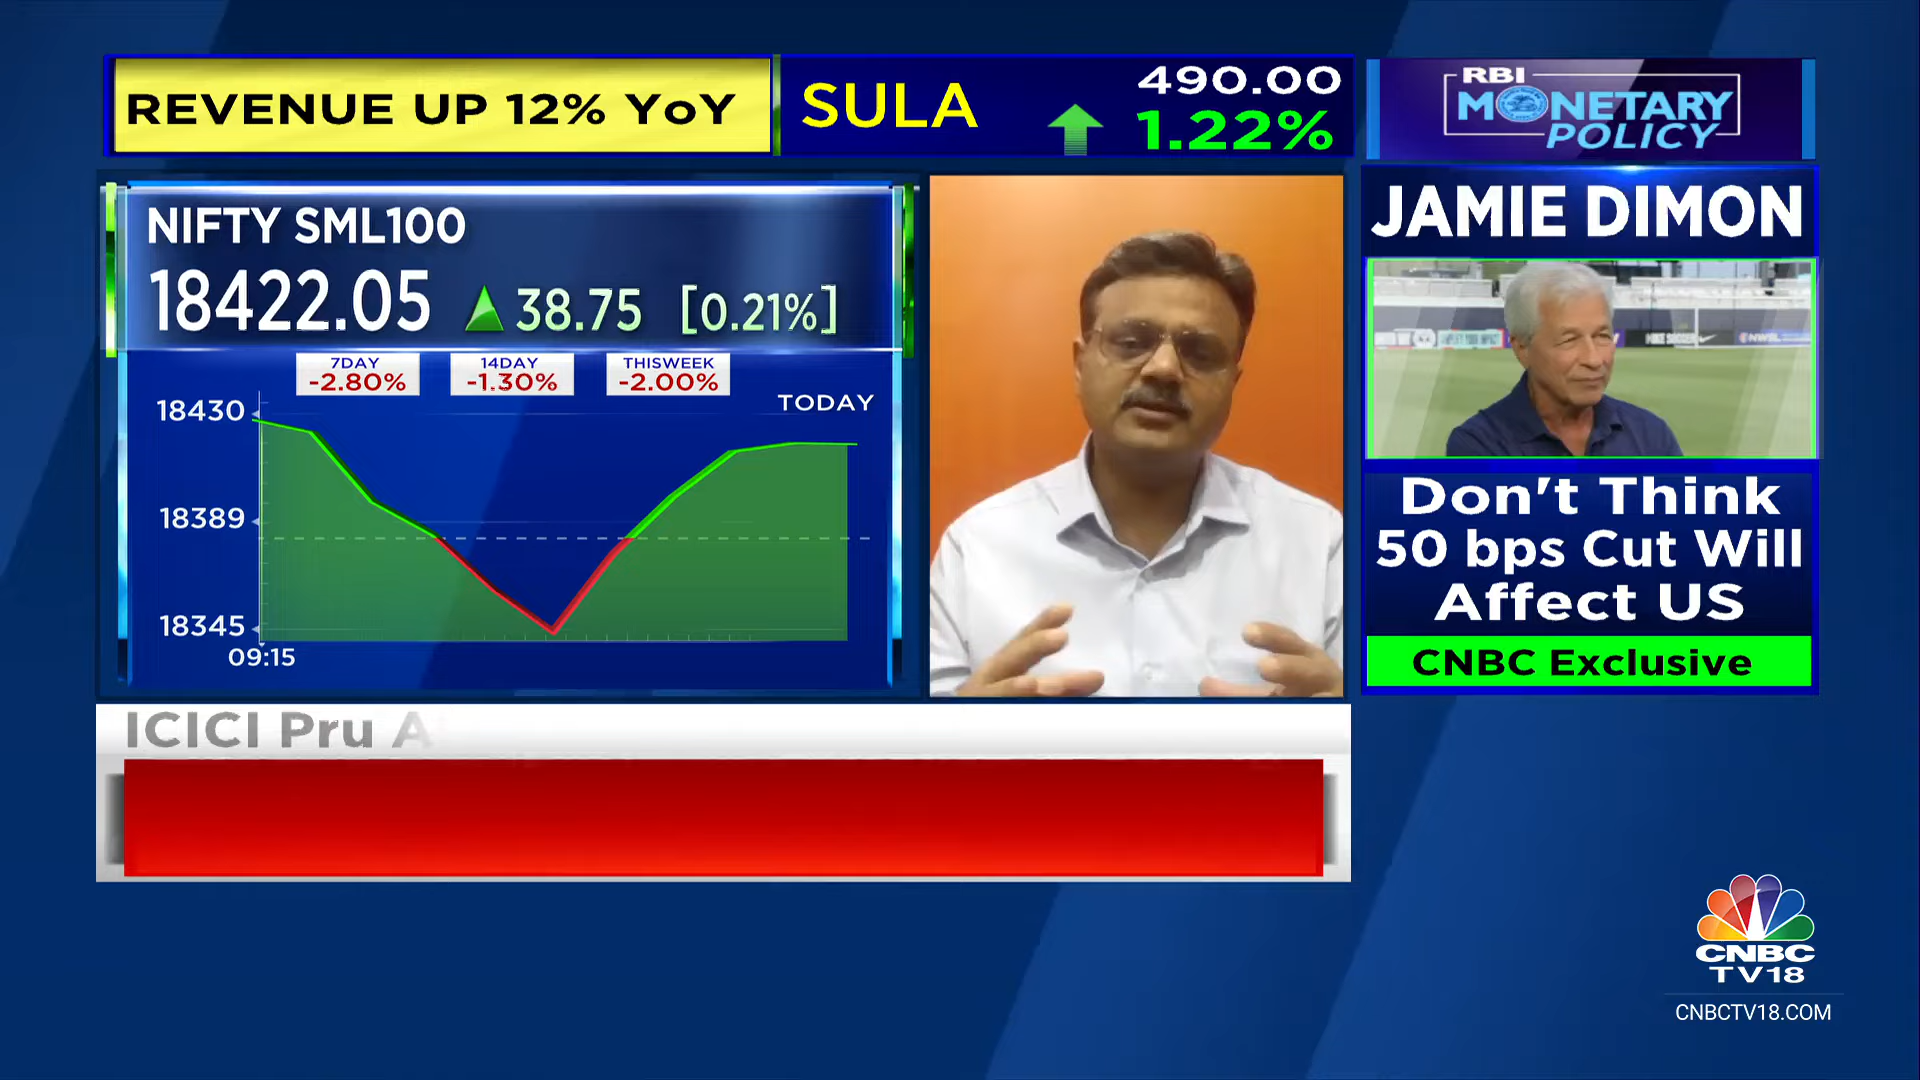 REVENUE UP 12% YoY
SULA
490.00
1.22%
RBI
MONETARY
POLICY
NIFTY SML100
18422.05 38.75 [0.21%]
7DAY
-2.80%
14DAY
-1.30%
THISWEEK
-2.00%
TODAY
18430
18389
18345
09:15
JAMIE DIMON
NWSL
Don't Think
50 bps Cut Will
Affect US
CNBC Exclusive
ICICI Pru A
CNBC
TV18
CNBCTV18.COM